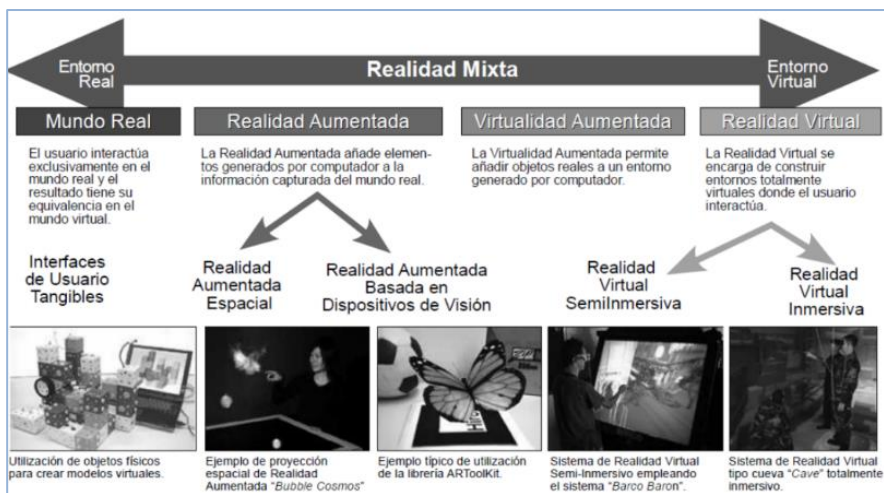 Entorno
Real
Realidad Mixta
Entorno
Virtual
Mundo Real
Realidad Aumentada
Virtualidad Aumentada
Realidad Virtual
El usuario interactúa
exclusivamente en el
mundo real y el
resultado tiene su
equivalencia en el
mundo virtual.
La Realidad Aumentada añade elemen-
tos generados por computador a la
información capturada del mundo real.
La Virtualidad Aumentada permite
añadir objetos reales a un entorno
generado por computador.
La Realidad Virtual se
encarga de construir
entornos totalmente
virtuales donde el usuario
interactúa.
Interfaces
de Usuario
Tangibles
Realidad
Aumentada
Espacial
Realidad Aumentada
Basada en
Dispositivos de Visión
Realidad
Virtual
SemiInmersiva
Realidad
Virtual
Inmersiva
Utilización de objetos físicos
para crear modelos virtuales.
Ejemplo de proyección
espacial de Realidad
Aumentada "Bubble Cosmos"
Ejemplo típico de utilización
de la librería ARToolKit.
Sistema de Realidad Virtual
Semi-Inmersivo empleando
el sistema "Barco Baron".
Sistema de Realidad Virtual
tipo cueva "Cave" totalmente
inmersivo.